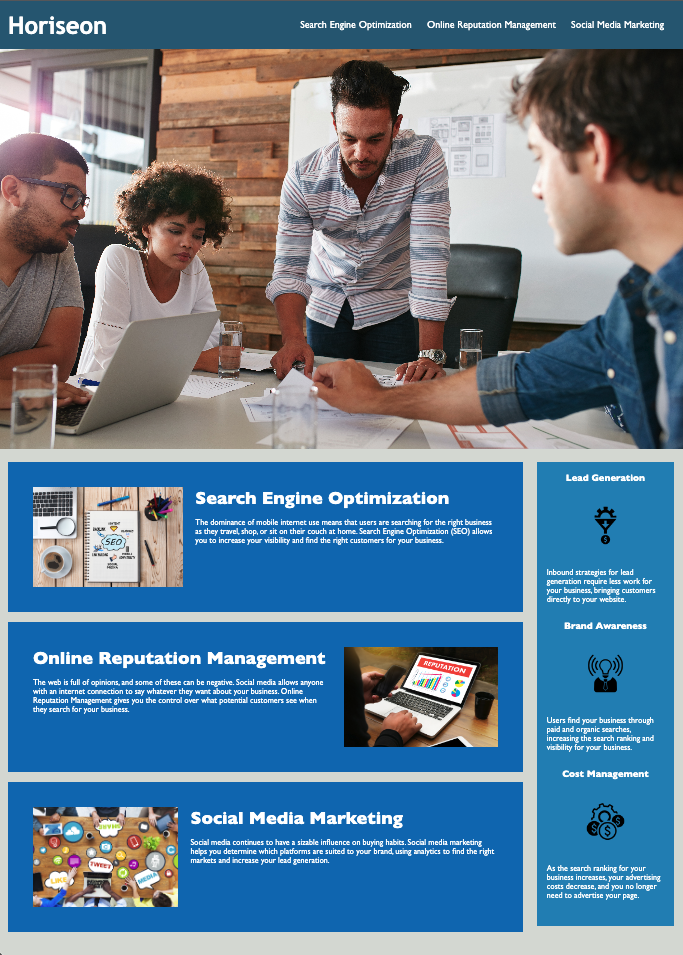 Horiseon
Search Engine Optimization
Online Reputation Management
Social Media Marketing
Search Engine Optimization
The dominance of mobile internet use means that users are searching for the right business
as they travel, shop, or sit on their couch at home. Search Engine Optimization (SEO) allows
you to increase your visibility and find the right customers for your business.
SEO
Online Reputation Management
The web is full of opinions, and some of these can be negative. Social media allows anyone
with an internet connection to say whatever they want about your business. Online
Reputation Management gives you the control over what potential customers see when
they search for your business.
REPUTATION
Social Media Marketing
Social media continues to have a sizable influence on buying habits. Social media marketing
helps you determine which platforms are suited to your brand, using analytics to find the right
markets and increase your lead generation.
SHARE
TWEET
LIKE
MEDIA
Lead Generation
Inbound strategies for lead
generation require less work for
your business, bringing customers
directly to your website.
Brand Awareness
Users find your business through
paid and organic searches,
increasing the search ranking and
visibility for your business.
Cost Management
As the search ranking for your
business increases, your advertising
costs decrease, and you no longer
need to advertise your page.